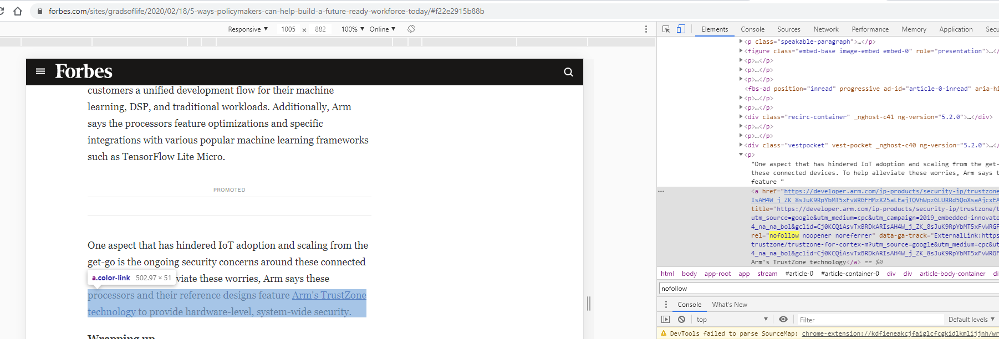 forbes.com/sites/gradsoflife/2020/02/18/5-ways-policymakers-can-help-build-a-future-ready-workforce-today/#f22e2915b88b
Responsive ▼ 1005 × 882 100% ▼ Online ▼
Forbes
customers a unified development flow for their machine
learning, DSP, and traditional workloads. Additionally, Arm
says the processors feature optimizations and specific
integrations with various popular machine learning frameworks
such as TensorFlow Lite Micro.
PROMOTED
One aspect that has hindered IoT adoption and scaling from the
get-go is the ongoing security concerns around these connected
a.color-link 502.97 × 51
viate these worries, Arm says these
processors and their reference designs feature Arm's TrustZone
technology to provide hardware-level, system-wide security.
Wrapping up
Elements Console Sources Network Performance Memory Application Secu
▶<p class="speakable-paragraph">…</p>
▶<figure class="embed-base image-embed embed-0" role="presentation">…</
▶<p>…</p>
▶<p>…</p>
▶<p>…</p>
<fbs-ad position="inread" progressive ad-id="article-0-inread" aria-hi
▶<p>…</p>
▶<p>…</p>
▶<div class="recirc-container" _nghost-c41 ng-version="5.2.0">…</div>
▶<p>…</p>
▶<p>…</p>
▶<div class="vestpocket" vest-pocket _nghost-c40 ng-version="5.2.0">…</
▼<p>
"One aspect that has hindered IoT adoption and scaling from the get-
these connected devices. To help alleviate these worries, Arm says t
feature "
<a href="https://developer.arm.com/ip-products/security-ip/trustzone
IsAH4W_j_ZK_8sJuK9RpYbMT5xFvWRGFHMzX25aLEajTQVhWpzGLURRd5QoXsaAjcxEA
title="https://developer.arm.com/ip-products/security-ip/trustzone/t
utm_source=google&utm_medium=cpc&utm_campaign=2019_embedded-innovato
4_na_na_bol&gclid=Cj0KCQiAsvTxBRDkARIsAH4W_j_ZK_8sJuK9RpYbMT5xFvWRGF
rel="nofollow noopener noreferrer" data-ga-track="ExternalLink:https
trustzone/trustzone-for-cortex-m?utm_source=google&utm_medium=cpc&ut
4_na_na_bol&gclid=Cj0KCQiAsvTxBRDkARIsAH4W_j_ZK_8sJuK9RpYbMT5xFvWRGF
Arm's TrustZone technology</a> == $0
html body app-root app stream #article-0 #article-container-0 div div article-body-container di
nofollow
Console What's New
top ▼ Filter Default levels ▼
DevTools failed to parse SourceMap: chrome-extension://kdfieneakcjfaiglcfcgkidlkmlijjnh/wr